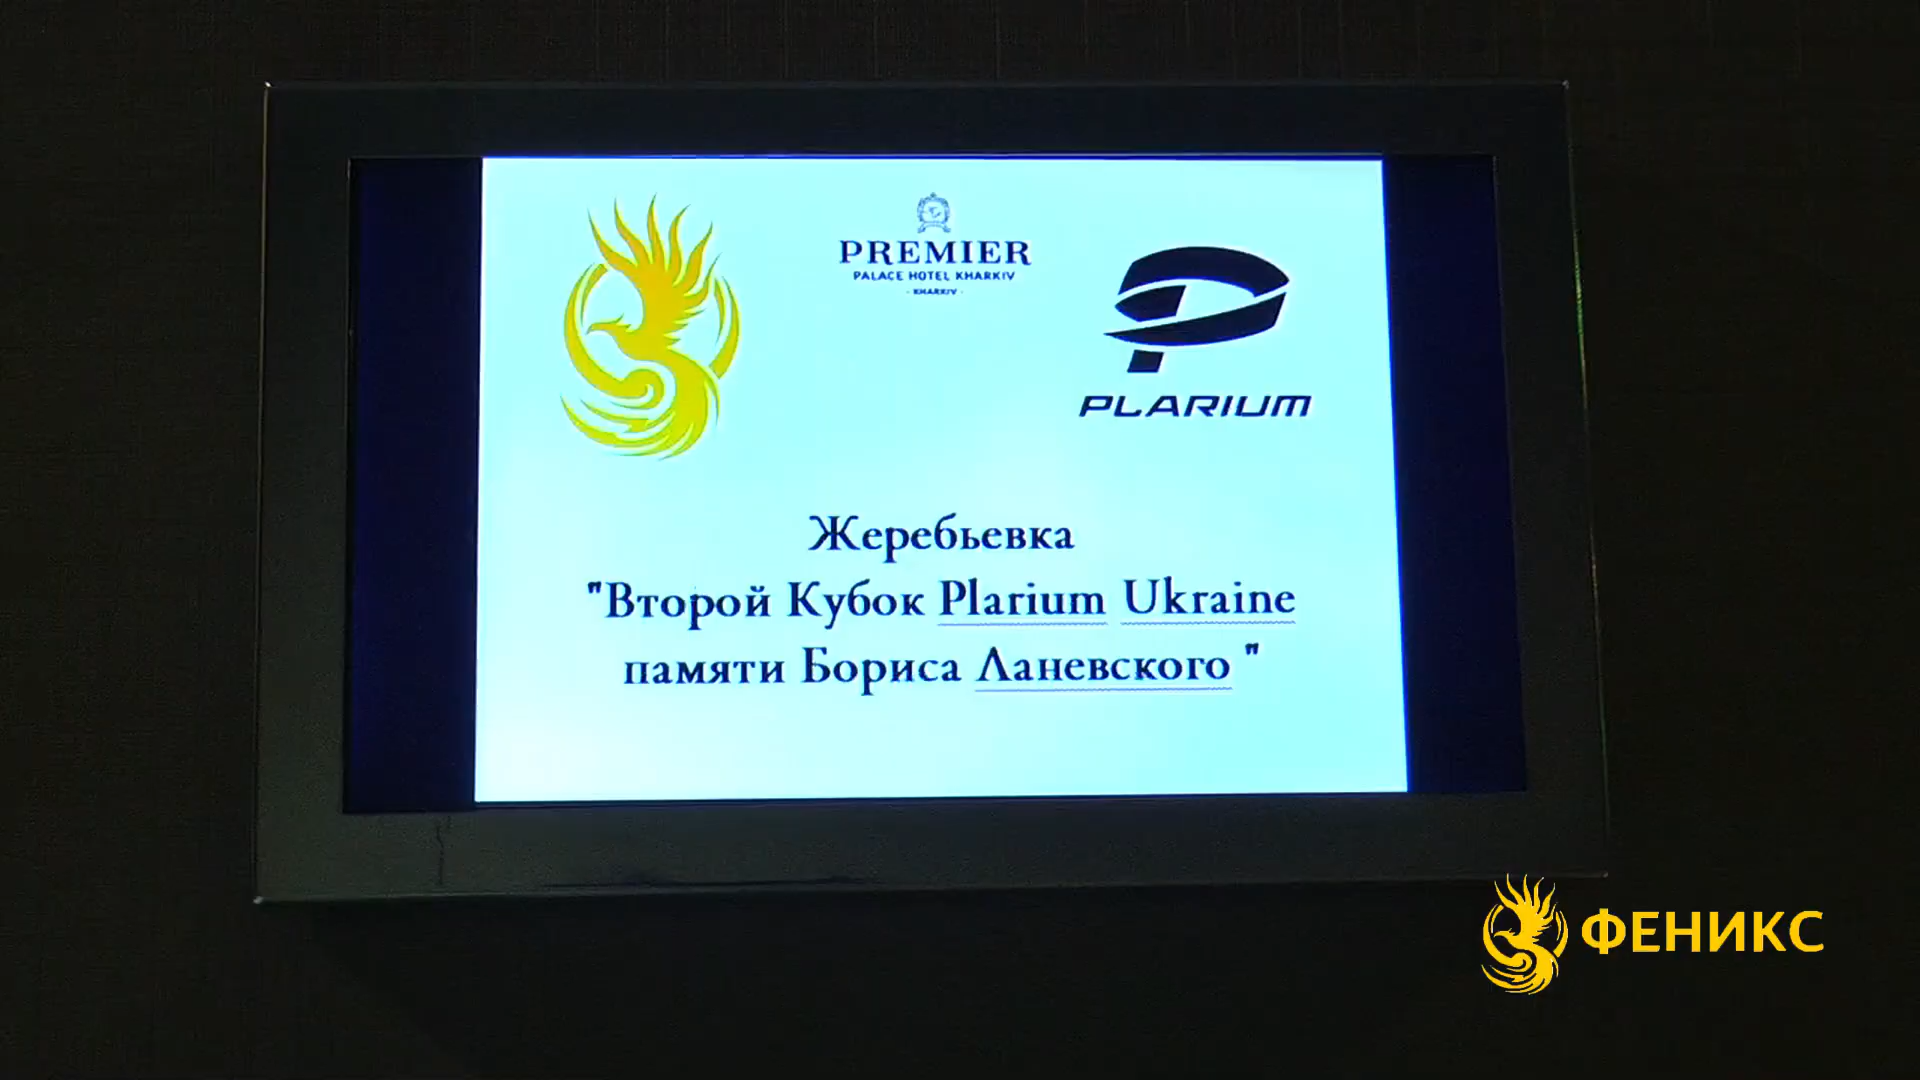 PREMIER
PALACE HOTEL KHARKIV
- KHARKIV -
PLARIUM
Жеребьевка
"Второй Кубок Plarium Ukraine
памяти Бориса Ланевского "
ФЕНИКС